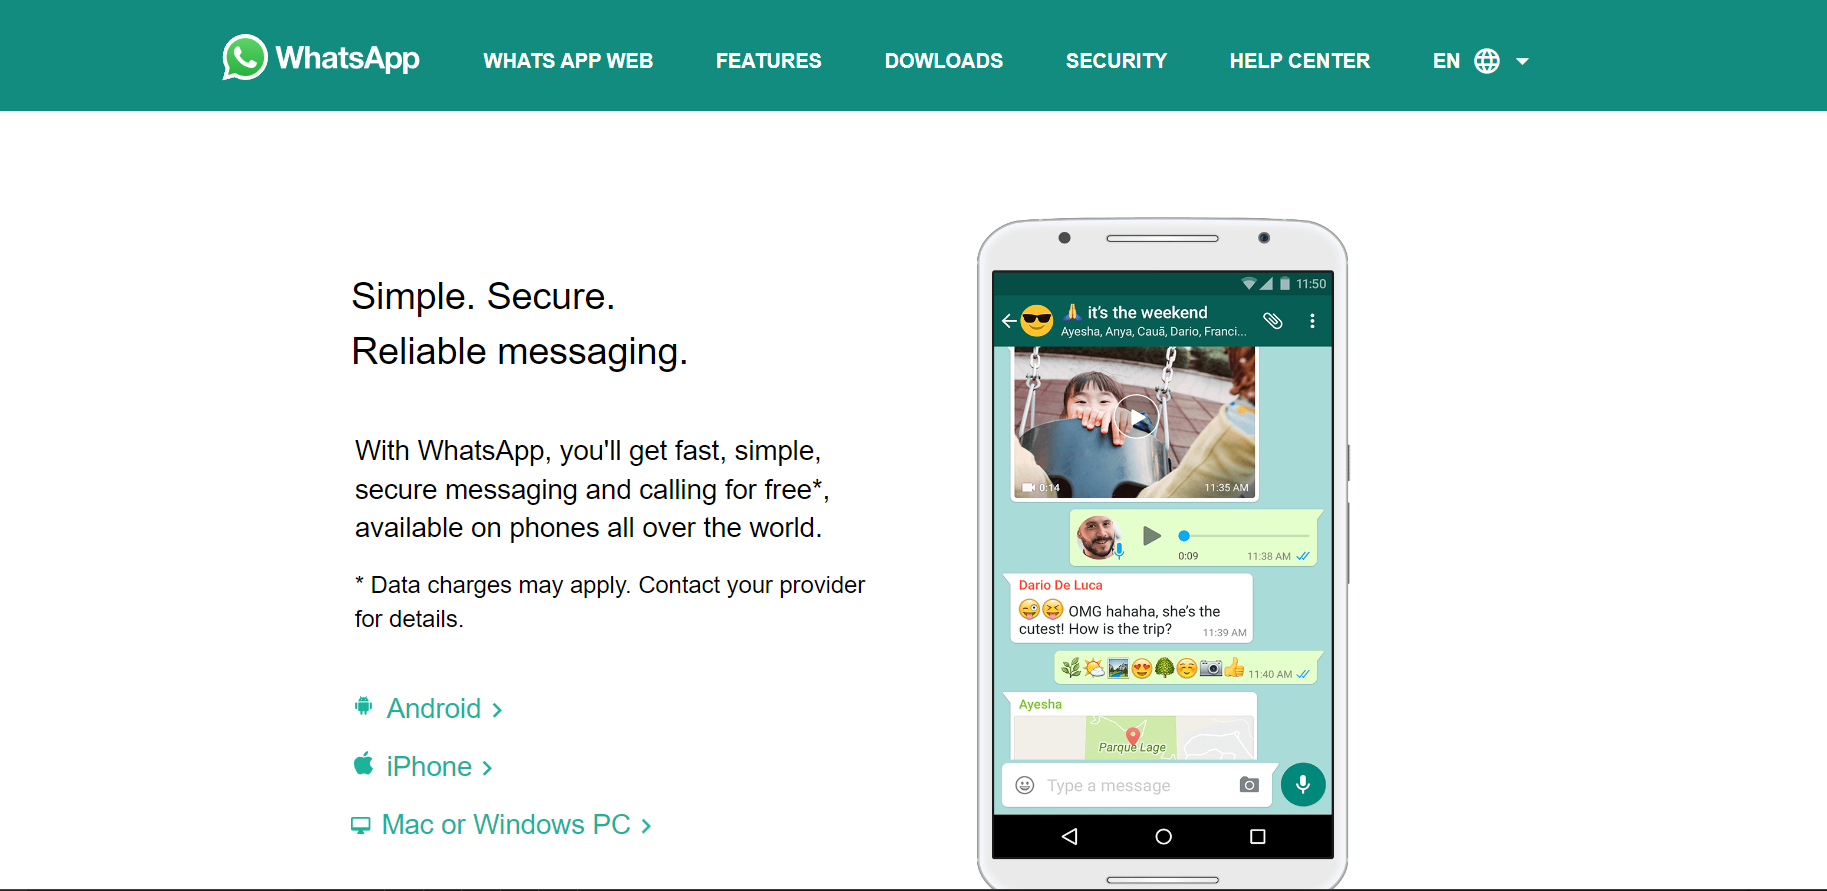 WhatsApp
WHATS APP WEB
FEATURES
DOWLOADS
SECURITY
HELP CENTER
EN
Simple. Secure.
Reliable messaging.
With WhatsApp, you'll get fast, simple,
secure messaging and calling for free*,
available on phones all over the world.
* Data charges may apply. Contact your provider
for details.
Android
iPhone
Mac or Windows PC
11:50
🙏 it's the weekend
Ayesha, Anya, Cauã, Dario, Franci...
0:14 11:35 AM
0:09 11:38 AM
Dario De Luca
😜😝 OMG hahaha, she's the
cutest! How is the trip? 11:39 AM
🌿🌤🏞😍🌳☺📷👍 11:40 AM
Ayesha
Parque Lage
Type a message